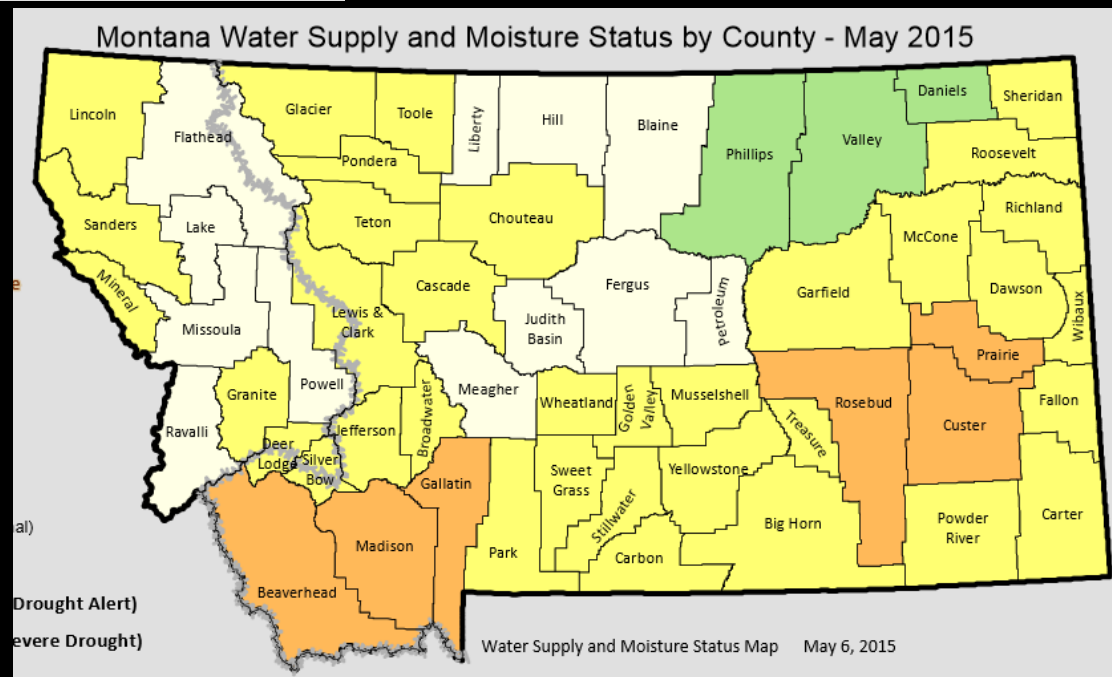 Montana Water Supply and Moisture Status by County - May 2015
Lincoln
Flathead
Glacier
Toole
Liberty
Hill
Blaine
Phillips
Valley
Daniels
Sheridan
Roosevelt
Pondera
Sanders
Lake
Teton
Chouteau
McCone
Richland
Mineral
Missoula
Lewis &
Clark
Cascade
Judith
Basin
Fergus
Petroleum
Garfield
Dawson
Wibaux
e
Prairie
Granite
Powell
Meagher
Wheatland
Golden
Valley
Musselshell
Rosebud
Custer
Fallon
Ravalli
Deer
Lodge
Silver
Bow
Jefferson
Broadwater
Gallatin
Sweet
Grass
Yellowstone
Treasure
Stillwater
Big Horn
Powder
River
Carter
al)
Madison
Park
Carbon
Beaverhead
Drought Alert)
evere Drought)
Water Supply and Moisture Status Map May 6, 2015